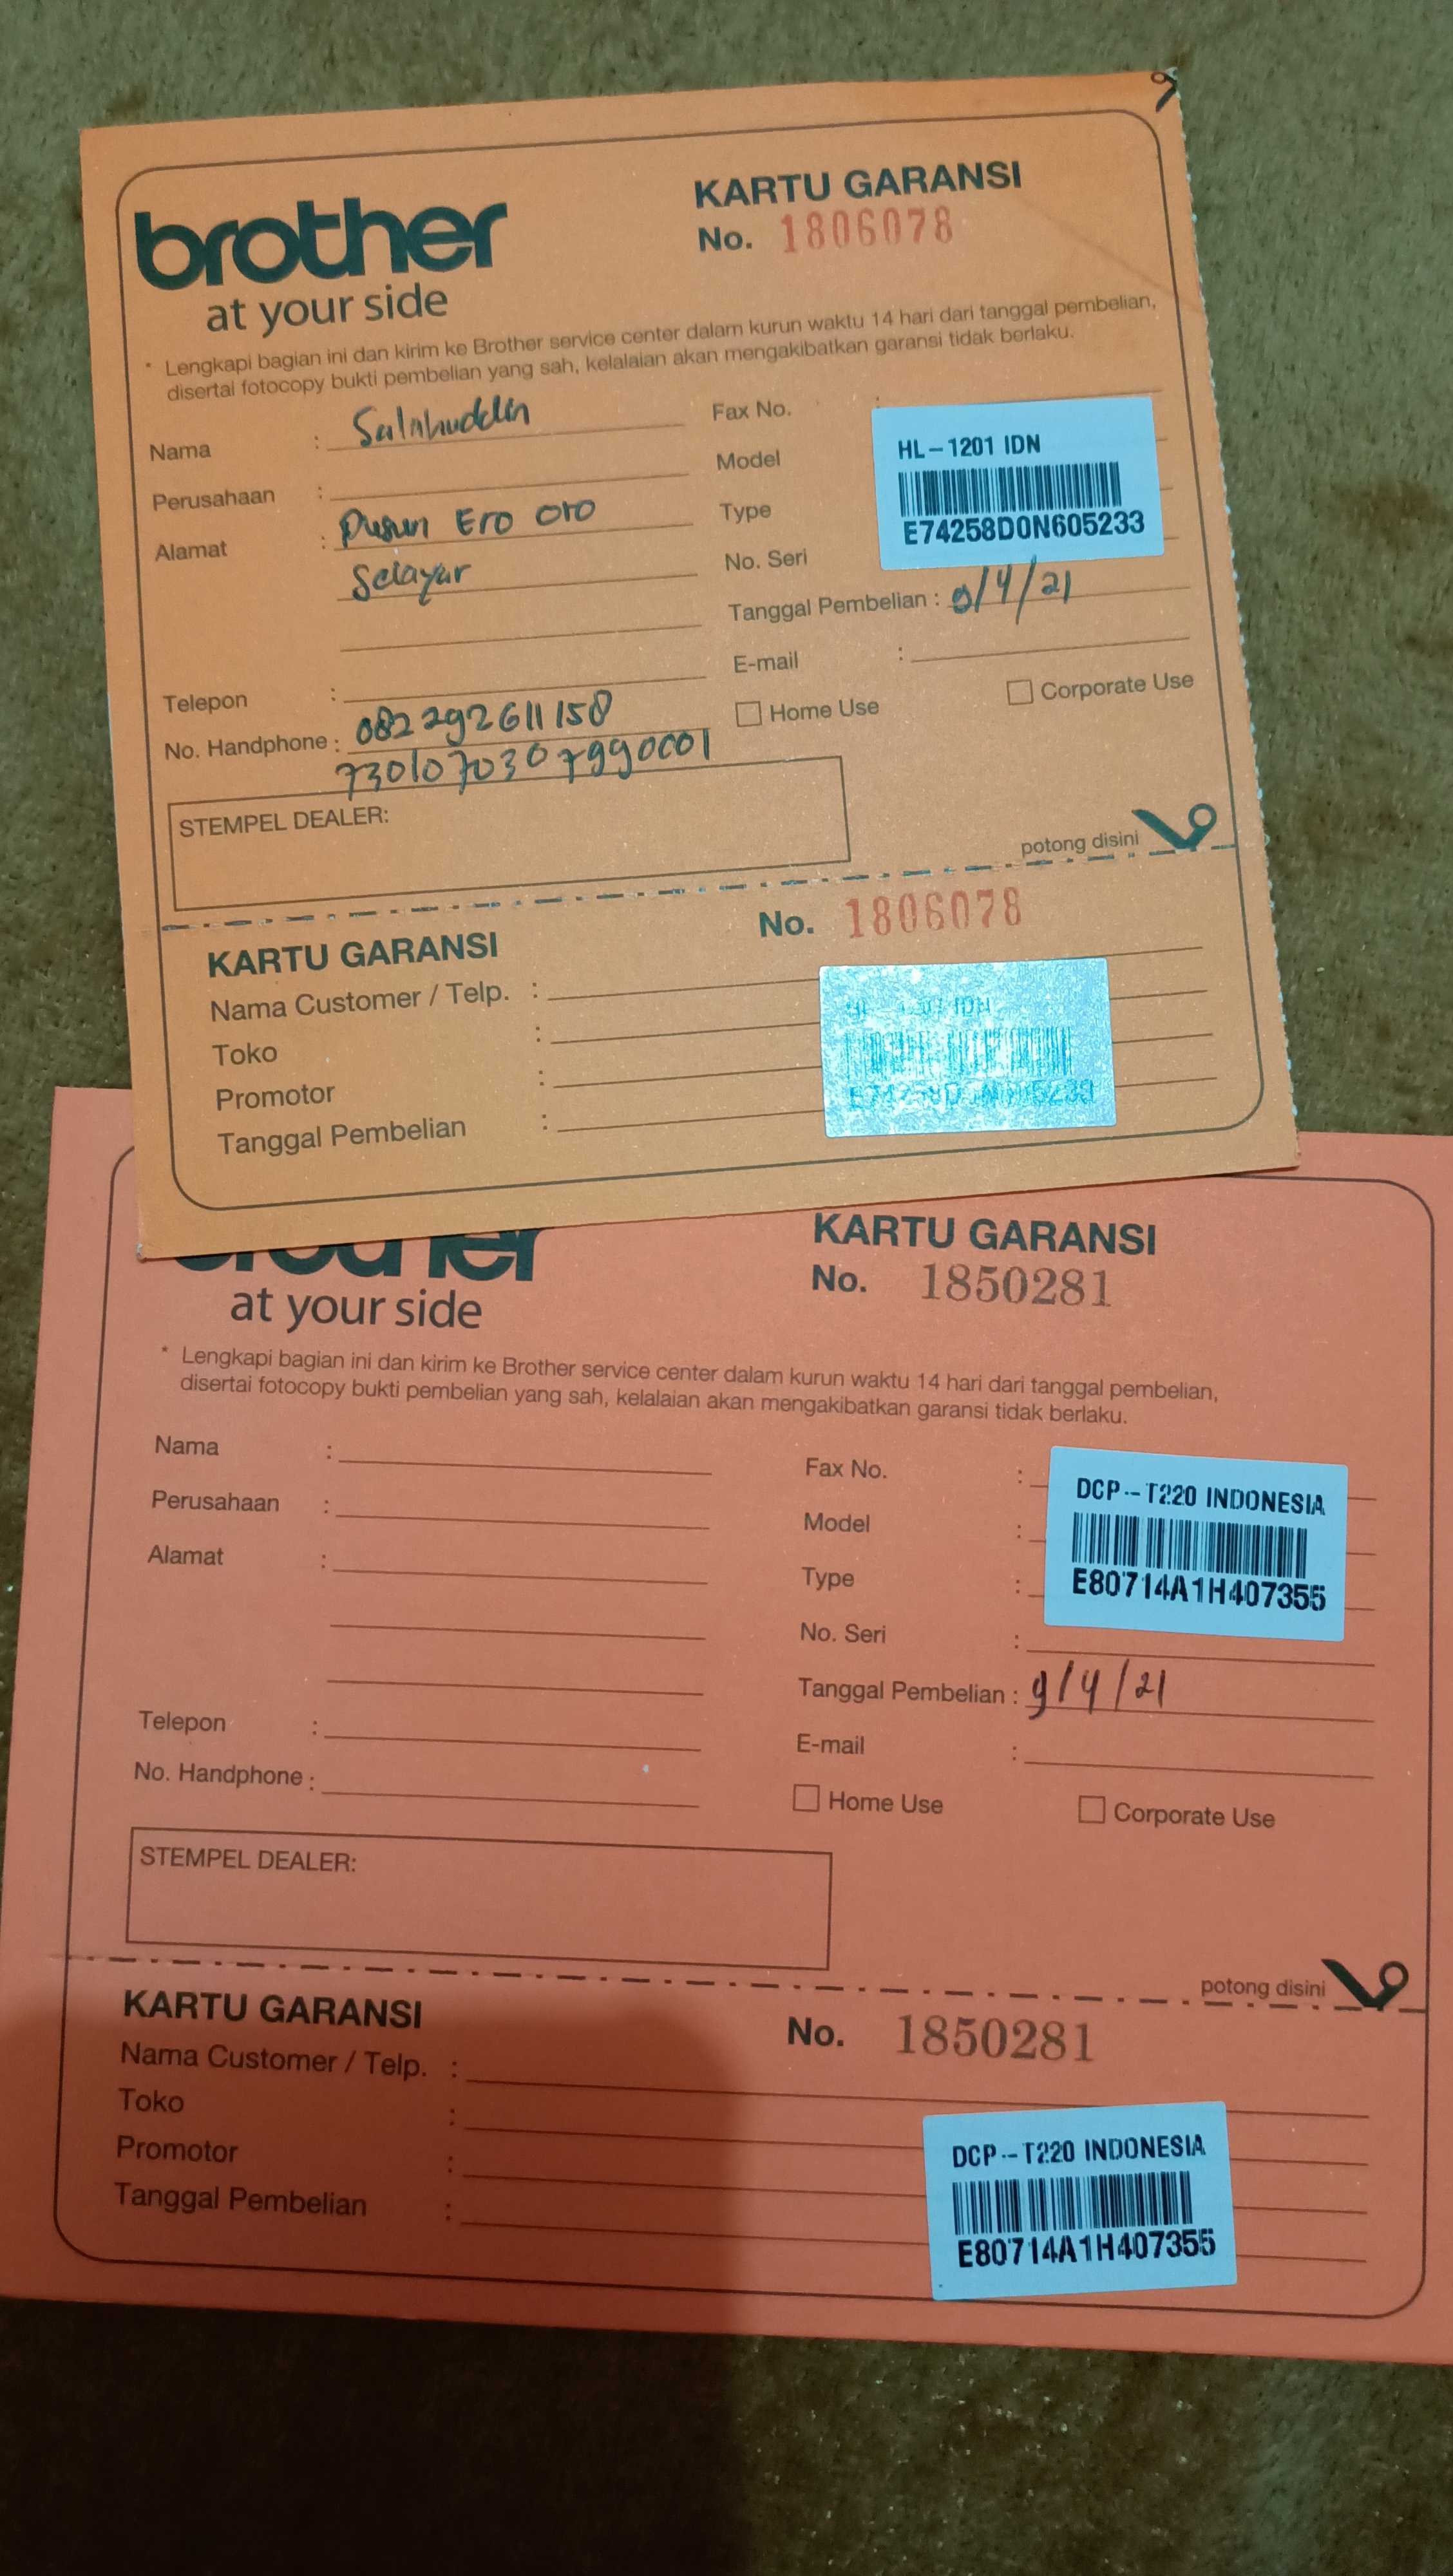 brother
at your side
KARTU GARANSI
No. 1806078
* Lengkapi bagian ini dan kirim ke Brother service center dalam kurun waktu 14 hari dari tanggal pembelian,
disertai fotocopy bukti pembelian yang sah, kelalaian akan mengakibatkan garansi tidak berlaku.
Nama : Salahuddin
Perusahaan :
Alamat : Dusun Ero oro
Selayar
Telepon :
No. Handphone : 082292611158
7301070307990001
Fax No. :
Model
Type
No. Seri
HL-1201 IDN
E74258D0N605233
Tanggal Pembelian : 9/4/21
E-mail :
Home Use Corporate Use
STEMPEL DEALER:
potong disini
KARTU GARANSI
No. 1806078
Nama Customer / Telp. :
Toko :
Promotor :
Tanggal Pembelian :
brother
at your side
KARTU GARANSI
No. 1850281
* Lengkapi bagian ini dan kirim ke Brother service center dalam kurun waktu 14 hari dari tanggal pembelian,
disertai fotocopy bukti pembelian yang sah, kelalaian akan mengakibatkan garansi tidak berlaku.
Nama :
Perusahaan :
Alamat :
Telepon :
No. Handphone :
Fax No. :
Model :
Type :
No. Seri :
DCP-T220 INDONESIA
E80714A1H407355
Tanggal Pembelian : 9/4/21
E-mail :
Home Use Corporate Use
STEMPEL DEALER:
potong disini
KARTU GARANSI
No. 1850281
Nama Customer / Telp. :
Toko :
Promotor :
Tanggal Pembelian :
DCP-T220 INDONESIA
E80714A1H407355